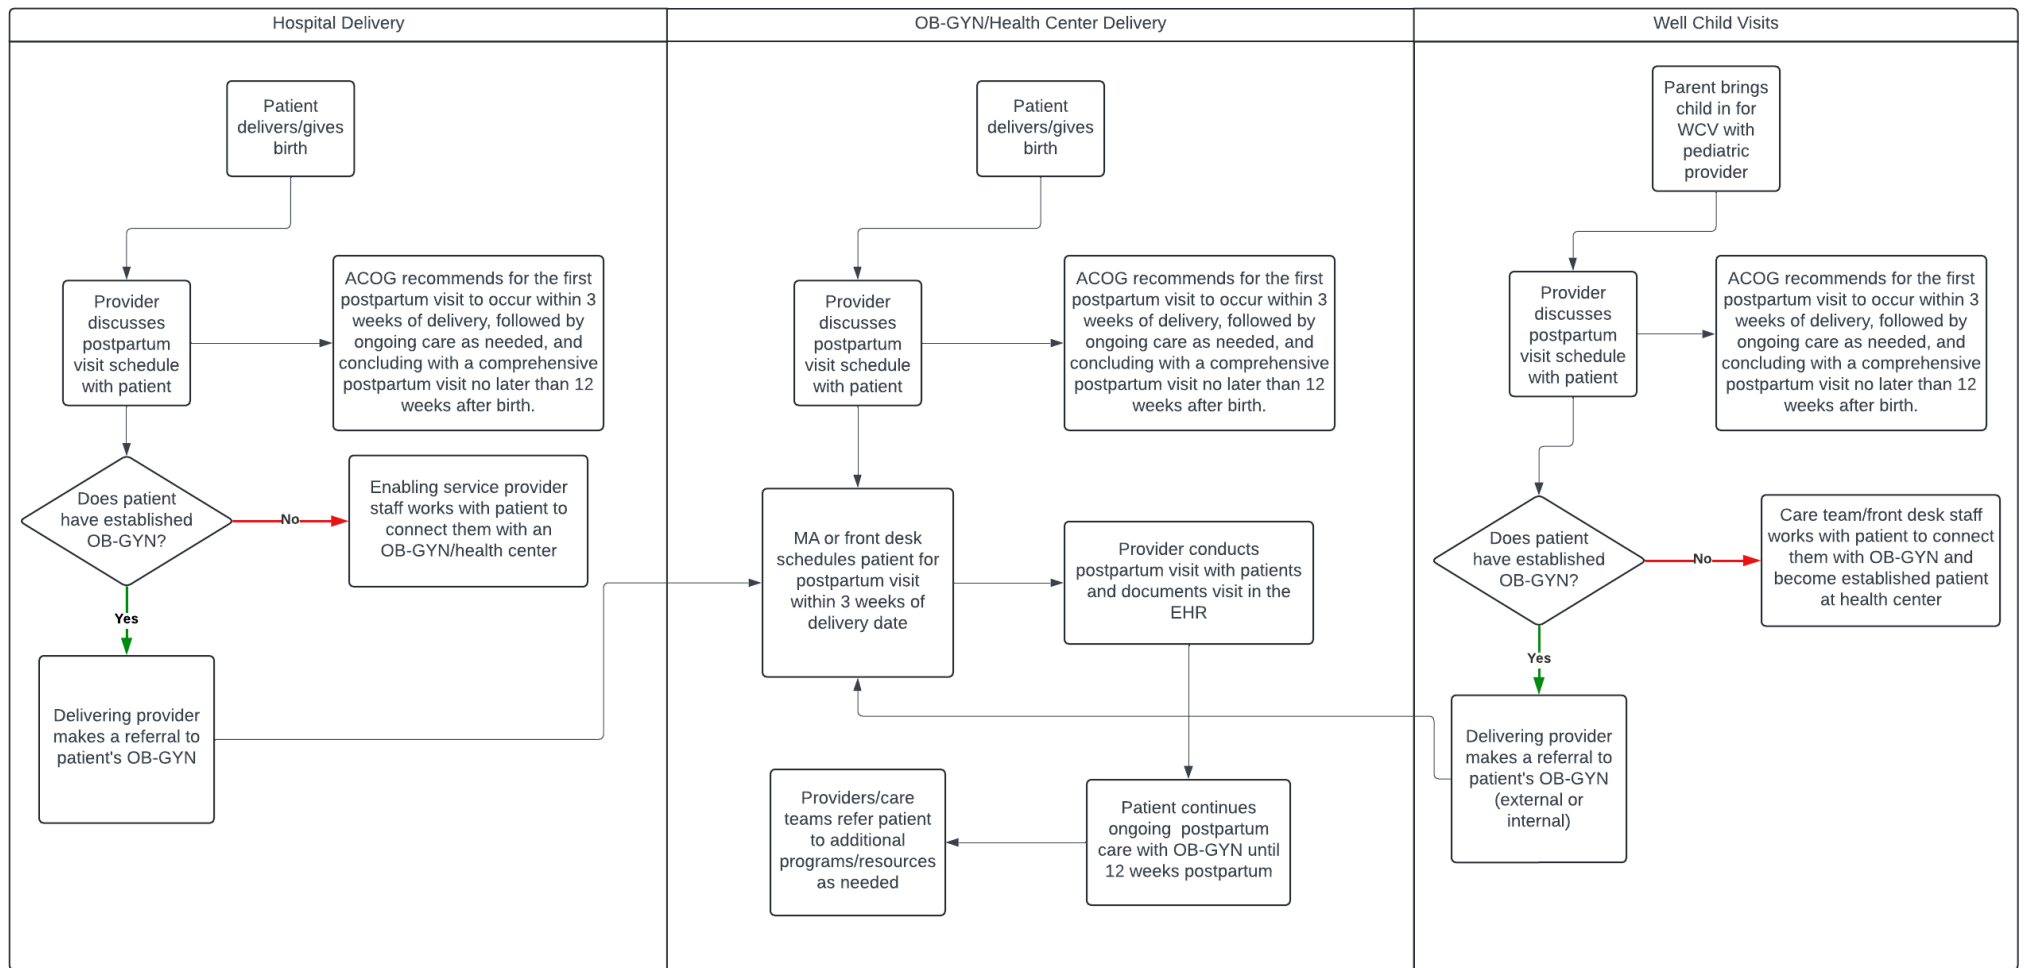 Hospital Delivery
OB-GYN/Health Center Delivery
Well Child Visits
Patient
delivers/gives
birth
Provider
discusses
postpartum
visit schedule
with patient
ACOG recommends for the first
postpartum visit to occur within 3
weeks of delivery, followed by
ongoing care as needed, and
concluding with a comprehensive
postpartum visit no later than 12
weeks after birth.
Does patient
have established
OB-GYN?
No
Enabling service provider
staff works with patient to
connect them with an
OB-GYN/health center
Yes
Delivering provider
makes a referral to
patient's OB-GYN
Patient
delivers/gives
birth
Provider
discusses
postpartum
visit schedule
with patient
ACOG recommends for the first
postpartum visit to occur within 3
weeks of delivery, followed by
ongoing care as needed, and
concluding with a comprehensive
postpartum visit no later than 12
weeks after birth.
MA or front desk
schedules patient for
postpartum visit
within 3 weeks of
delivery date
Provider conducts
postpartum visit with patients
and documents visit in the
EHR
Patient continues
ongoing postpartum
care with OB-GYN until
12 weeks postpartum
Providers/care
teams refer patient
to additional
programs/resources
as needed
Parent brings
child in for
WCV with
pediatric
provider
Provider
discusses
postpartum
visit schedule
with patient
ACOG recommends for the first
postpartum visit to occur within 3
weeks of delivery, followed by
ongoing care as needed, and
concluding with a comprehensive
postpartum visit no later than 12
weeks after birth.
Does patient
have established
OB-GYN?
No
Care team/front desk staff
works with patient to connect
them with OB-GYN and
become established patient
at health center
Yes
Delivering provider
makes a referral to
patient's OB-GYN
(external or
internal)